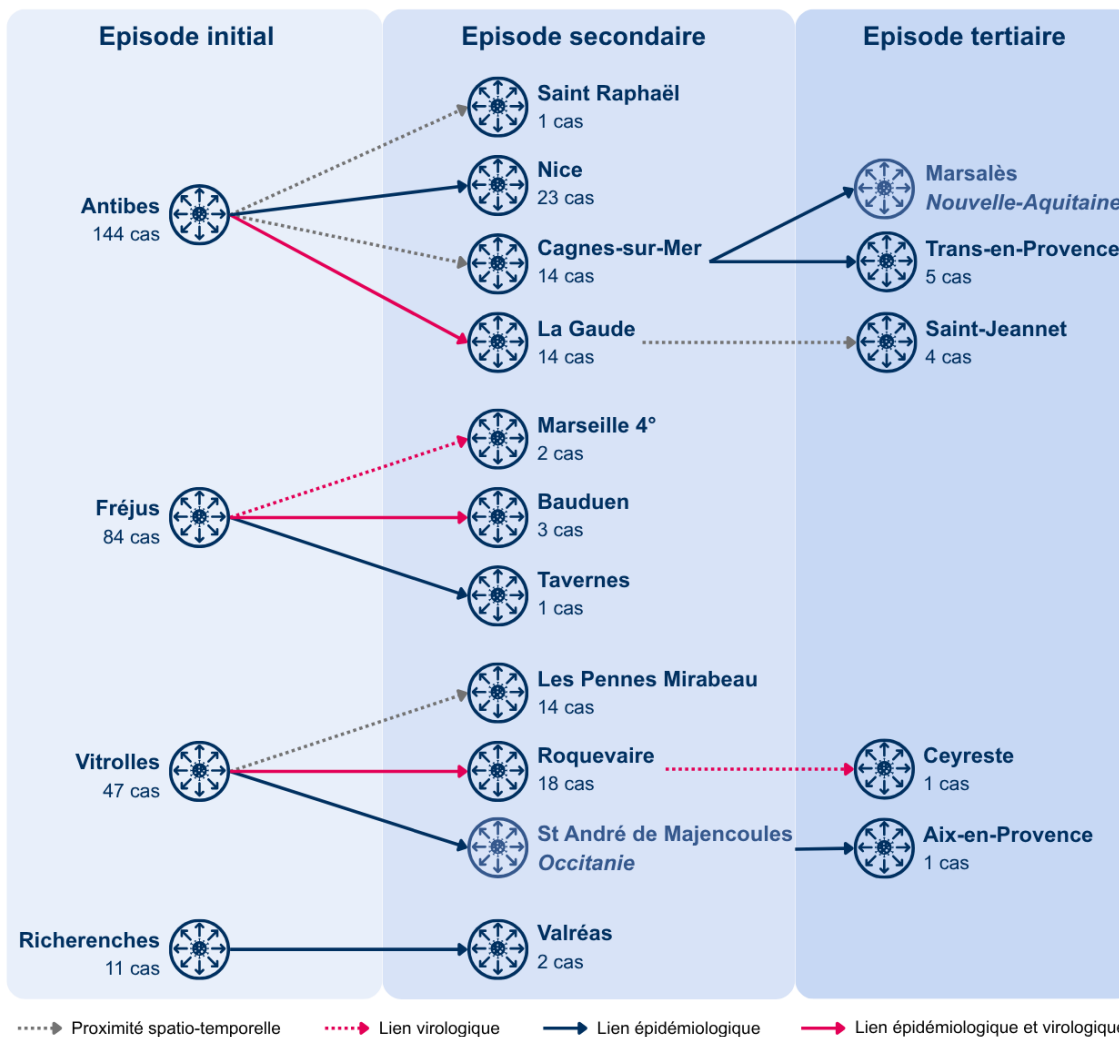 Episode initial
Episode secondaire
Episode tertiaire
Antibes
144 cas
Saint Raphaël
1 cas
Nice
23 cas
Cagnes-sur-Mer
14 cas
La Gaude
14 cas
Marsalès
Nouvelle-Aquitaine
Trans-en-Provence
5 cas
Saint-Jeannet
4 cas
Fréjus
84 cas
Marseille 4°
2 cas
Bauduen
3 cas
Tavernes
1 cas
Vitrolles
47 cas
Les Pennes Mirabeau
14 cas
Roquevaire
18 cas
St André de Majencoules
Occitanie
Ceyreste
1 cas
Aix-en-Provence
1 cas
Richerenches
11 cas
Valréas
2 cas
Proximité spatio-temporelle
Lien virologique
Lien épidémiologique
Lien épidémiologique et virologique